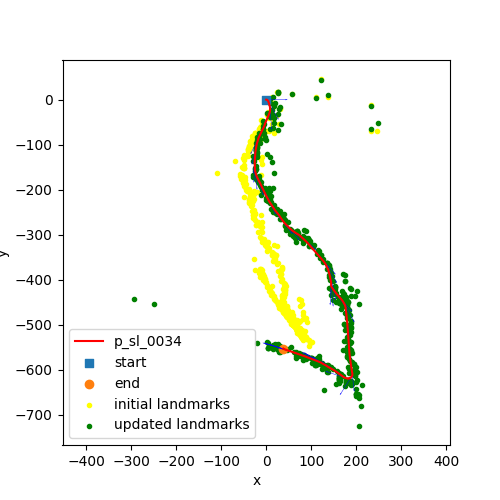 0
−100
−200
−300
−400
−500
−600
−700
y
p_sl_0034
start
end
initial landmarks
updated landmarks
−400 −300 −200 −100 0 100 200 300 400
x